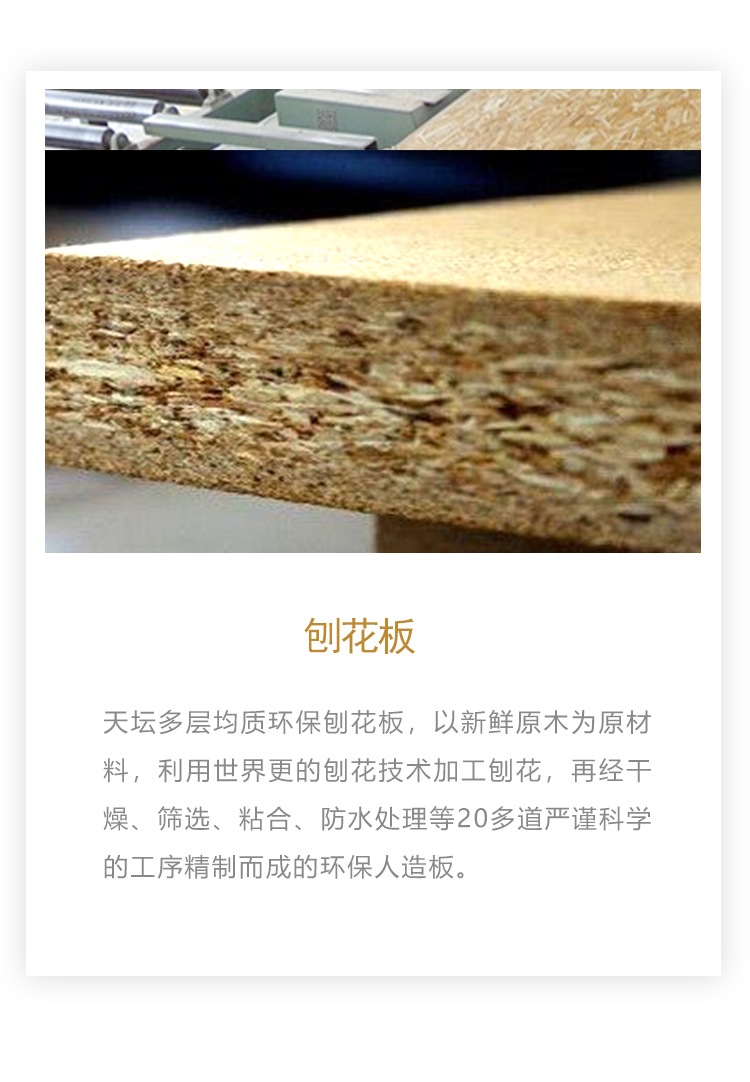 刨花板
天坛多层均质环保刨花板，以新鲜原木为原材
料，利用世界更的刨花技术加工刨花，再经干
燥、筛选、粘合、防水处理等20多道严谨科学
的工序精制而成的环保人造板。